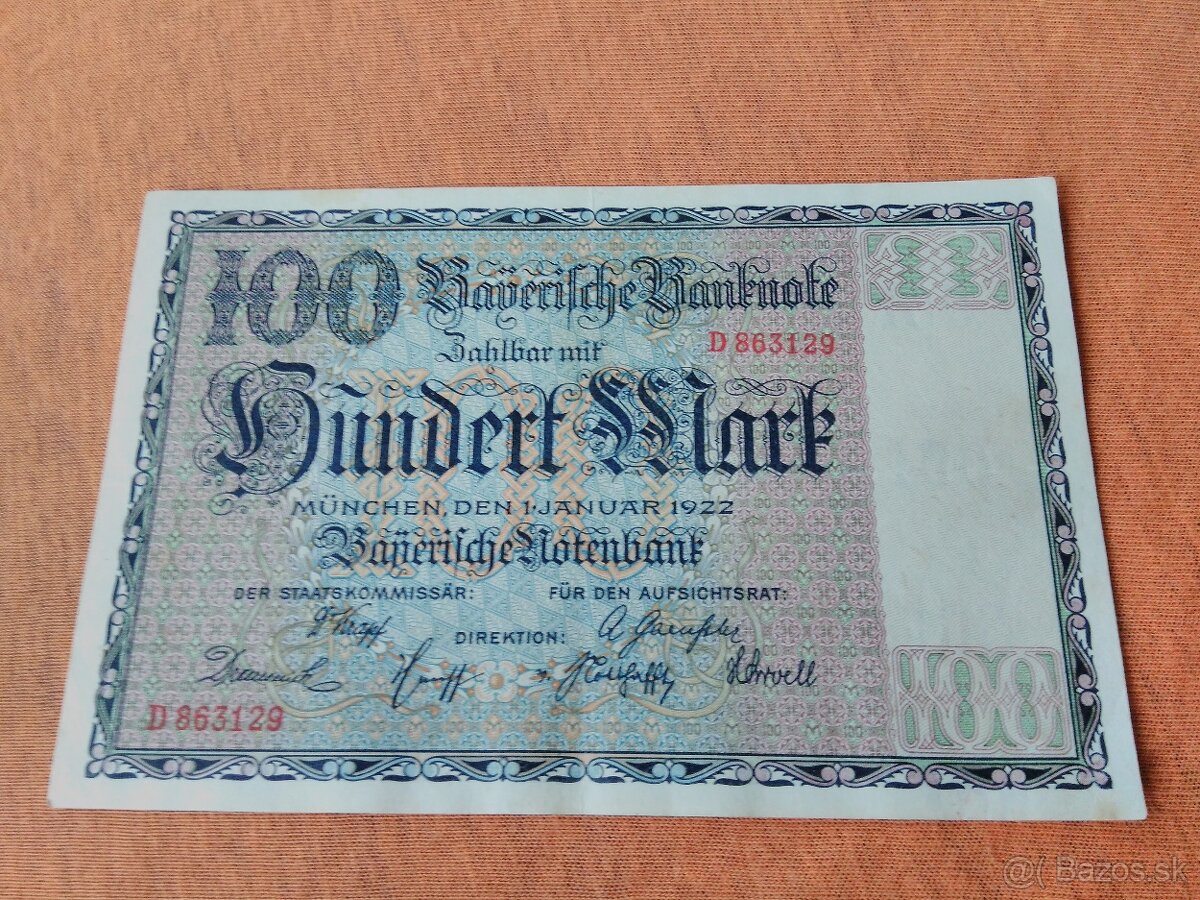 100 Bayerische Banknote
Zahlbar mit D 863129
Hundert Mark
MÜNCHEN, DEN 1·JANUAR 1922
Bayerische Notenbank
DER STAATSKOMMISSÄR: FÜR DEN AUFSICHTSRAT:
DIREKTION:
D 863129
100
@( Bazos.sk